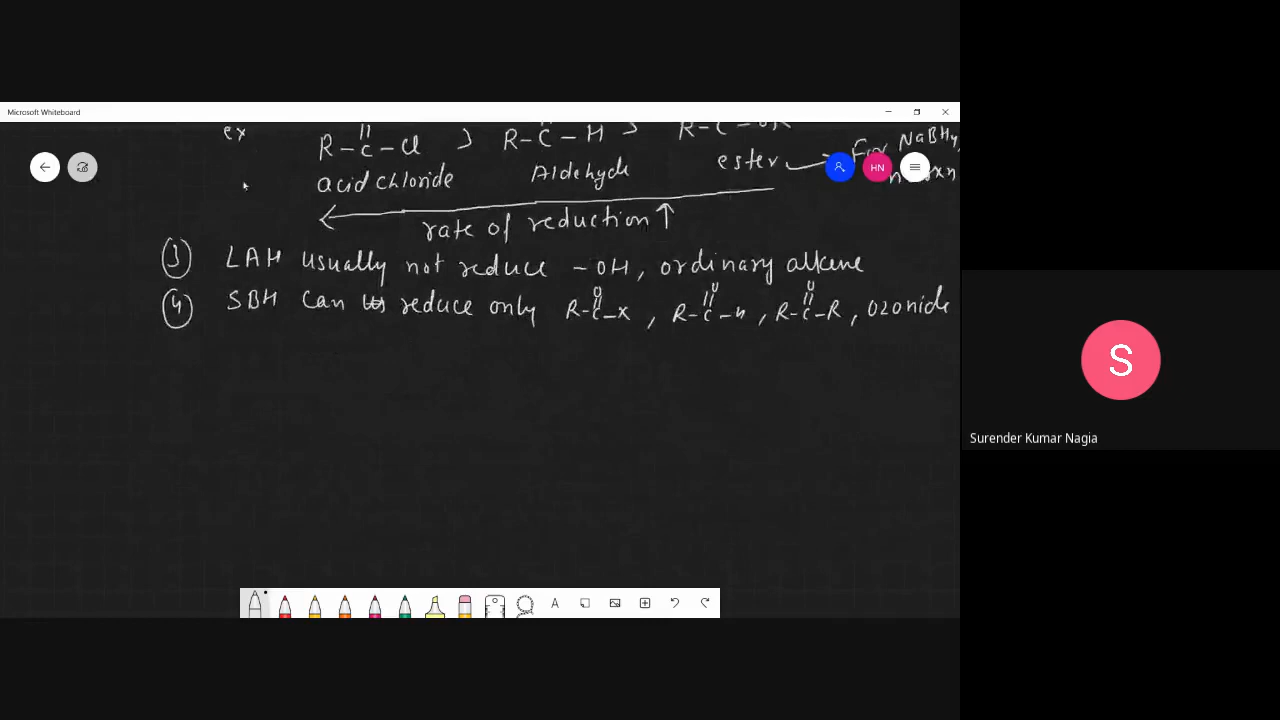 Microsoft Whiteboard
ex R-C-Cl > R-C-H > R-C-OR
acid chloride Aldehyde ester For NaBH4,
rate of reduction ↑
HN
③ LAH usually not reduce -OH, ordinary alkene
④ SBH can reduce only R-C-X, R-C-H, R-C-R, ozonide
O O O
S
Surender Kumar Nagia
A